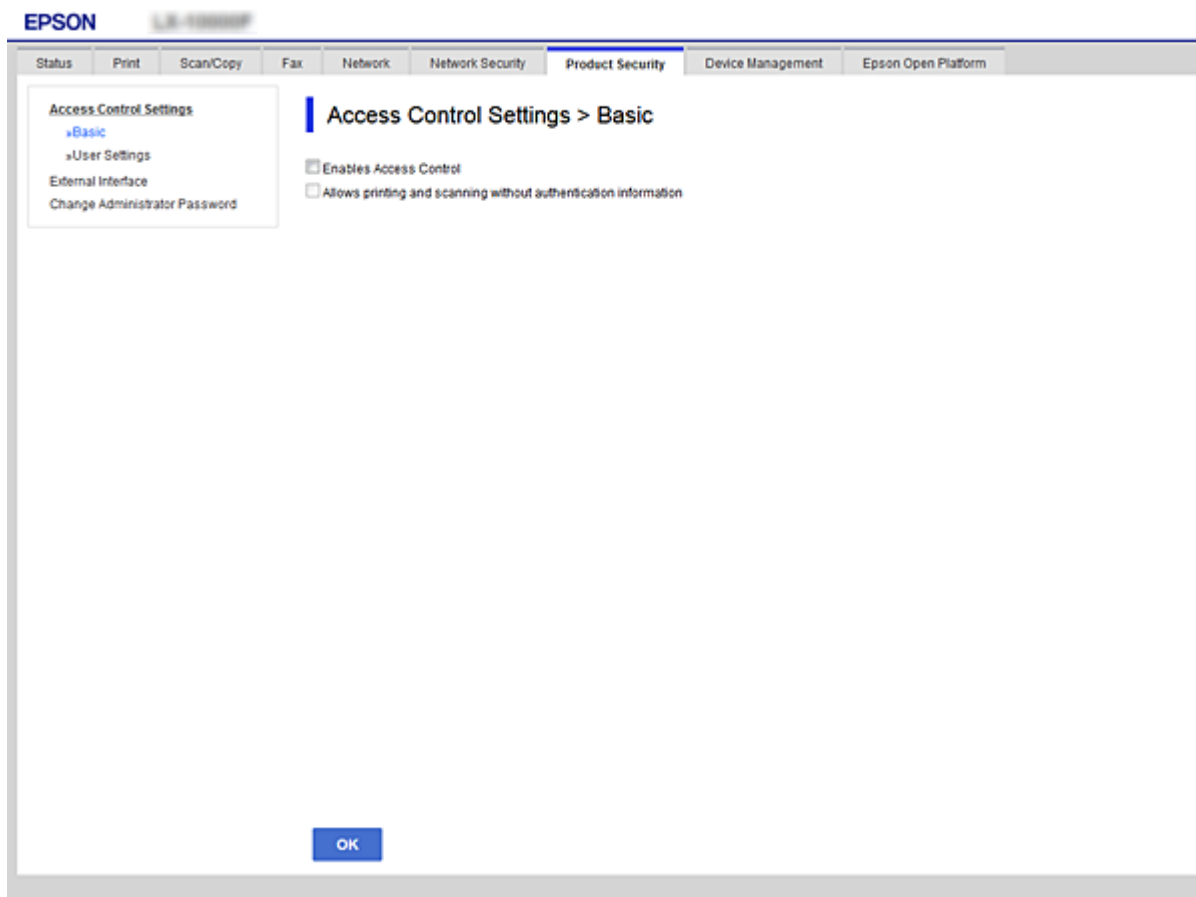 EPSON
Status Print Scan/Copy Fax Network Network Security Product Security Device Management Epson Open Platform
Access Control Settings
»Basic
»User Settings
External Interface
Change Administrator Password
Access Control Settings > Basic
Enables Access Control
Allows printing and scanning without authentication information
OK